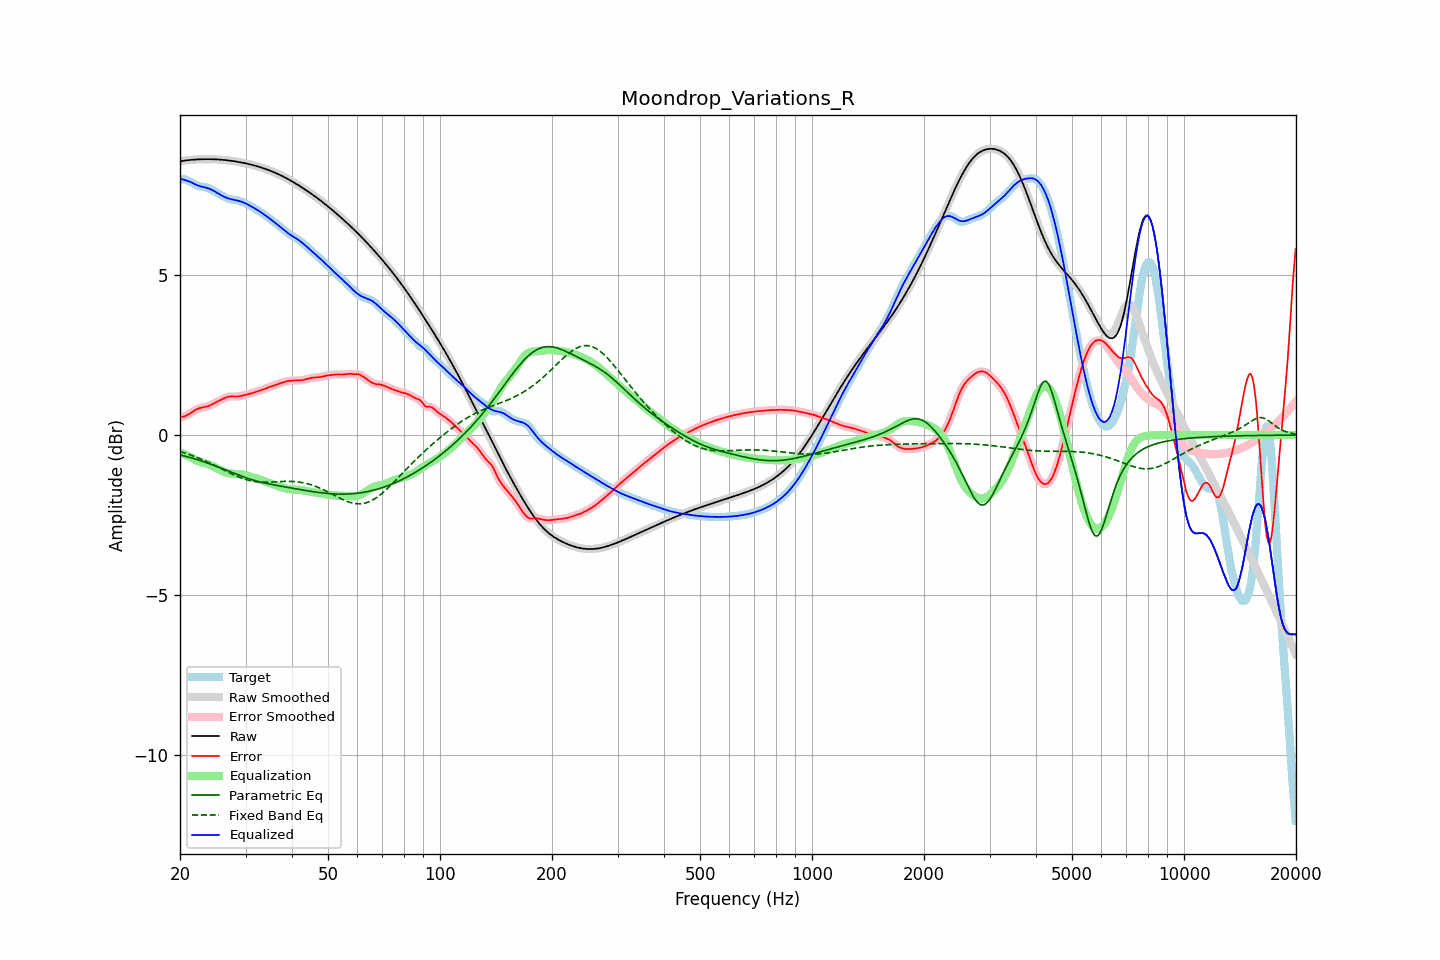 Moondrop_Variations_R
Amplitude (dBr)
5
0
−5
−10
Target
Raw Smoothed
Error Smoothed
Raw
Error
Equalization
Parametric Eq
Fixed Band Eq
Equalized
20 50 100 200 500 1000 2000 5000 10000 20000
Frequency (Hz)